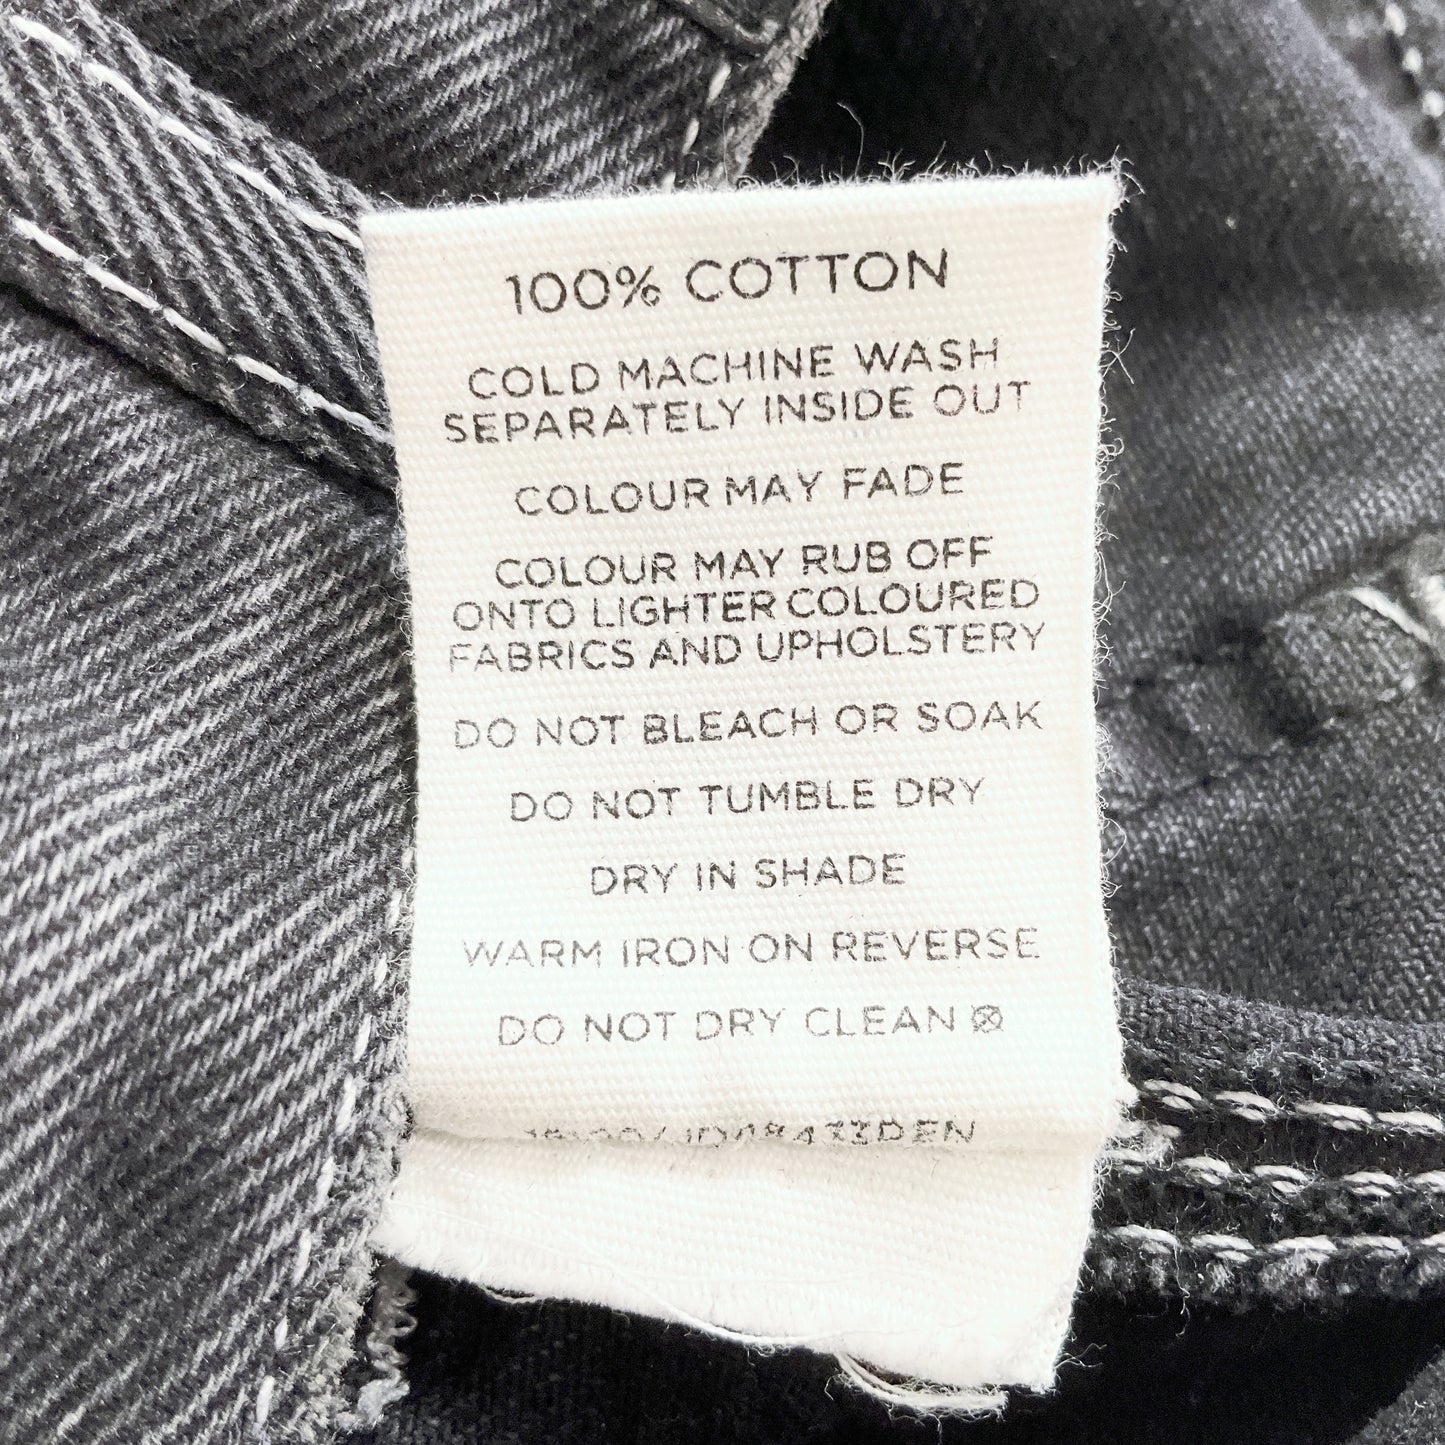 100% COTTON
COLD MACHINE WASH
SEPARATELY INSIDE OUT
COLOUR MAY FADE
COLOUR MAY RUB OFF
ONTO LIGHTER COLOURED
FABRICS AND UPHOLSTERY
DO NOT BLEACH OR SOAK
DO NOT TUMBLE DRY
DRY IN SHADE
WARM IRON ON REVERSE
DO NOT DRY CLEAN